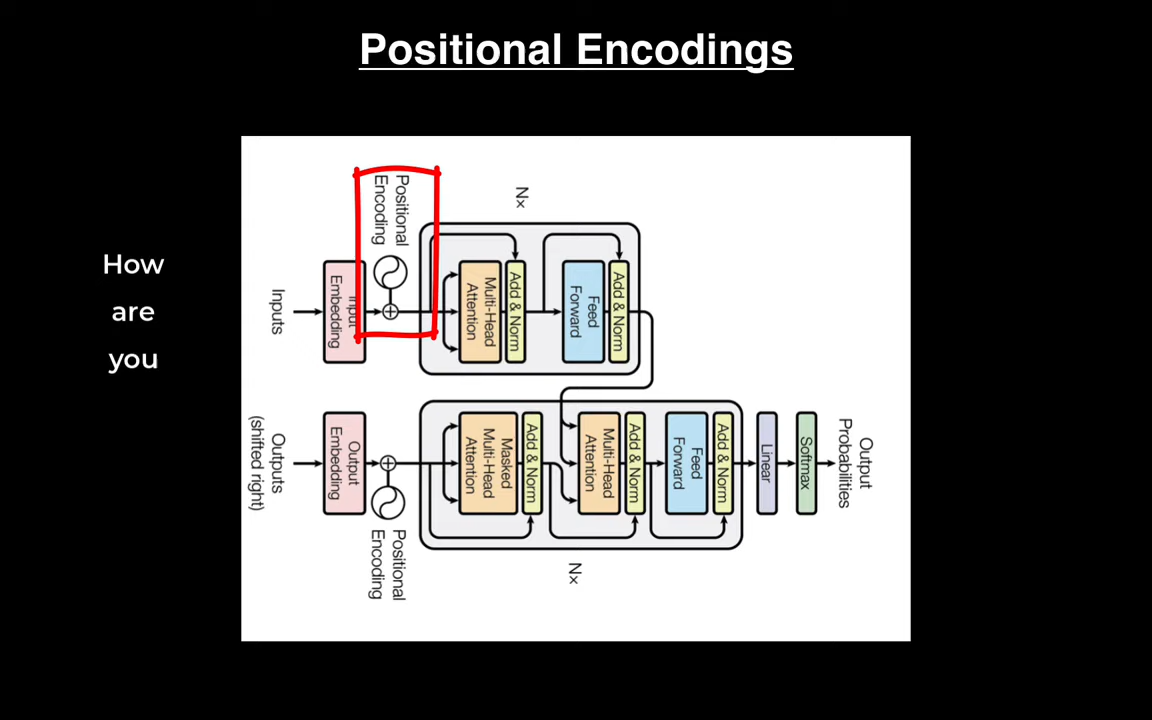 Positional Encodings
How
are
you
Positional
Encoding
Nx
Inputs
Input
Embedding
Multi-Head
Attention
Add & Norm
Feed
Forward
Add & Norm
Outputs
(shifted right)
Output
Embedding
Positional
Encoding
Masked
Multi-Head
Attention
Add & Norm
Multi-Head
Attention
Add & Norm
Feed
Forward
Add & Norm
Linear
Softmax
Output
Probabilities
Nx